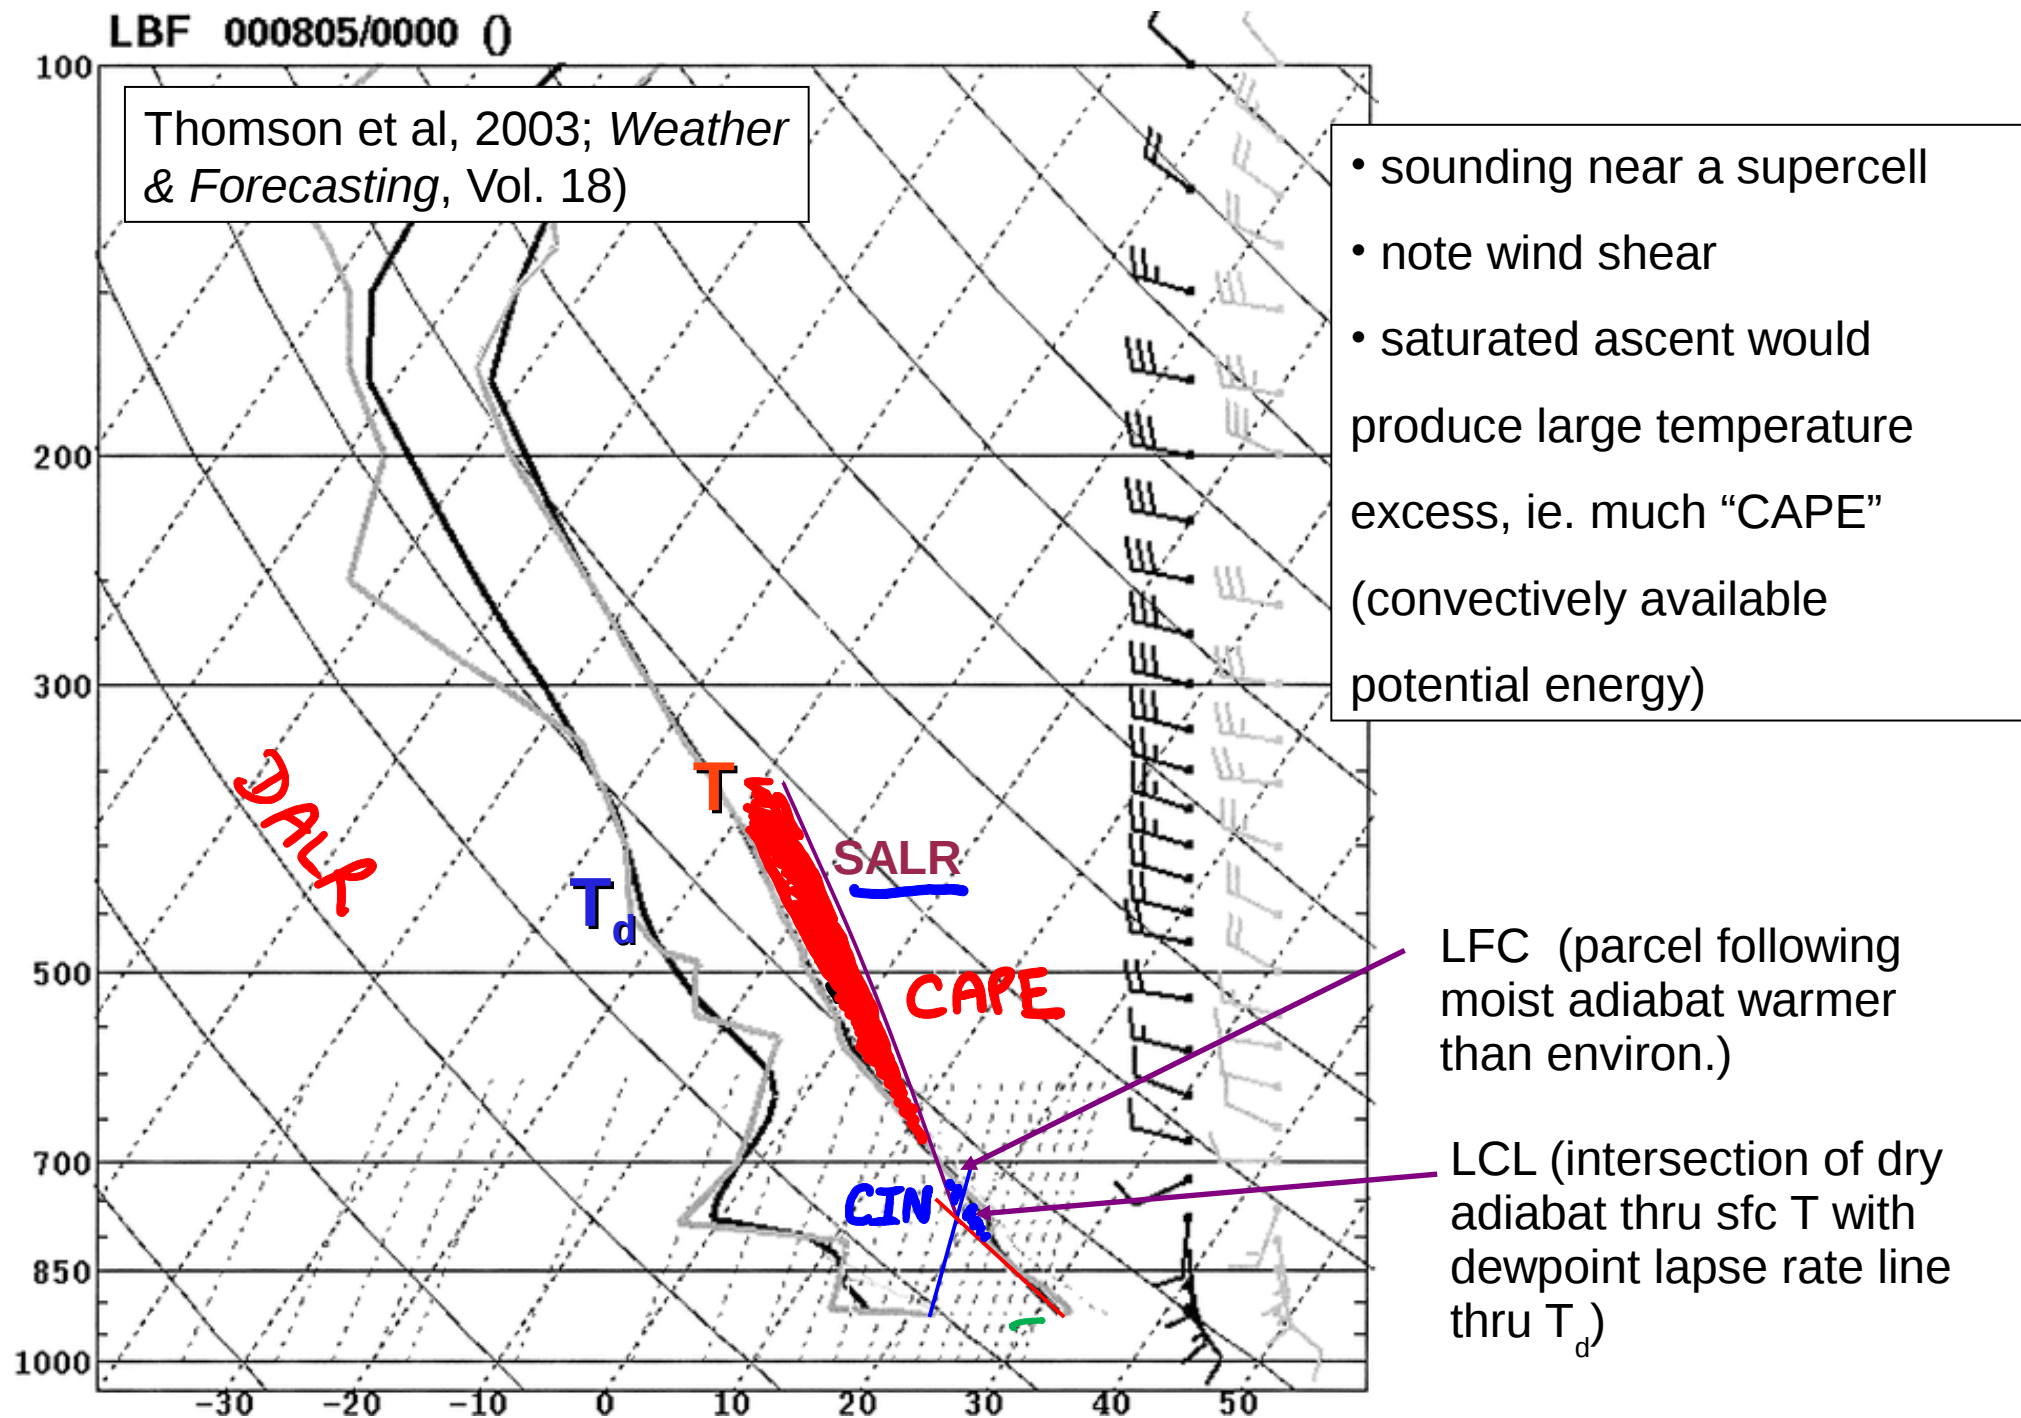 LBF 000805/0000 ()
Thomson et al, 2003; Weather
& Forecasting, Vol. 18)
• sounding near a supercell
• note wind shear
• saturated ascent would
produce large temperature
excess, ie. much “CAPE”
(convectively available
potential energy)
100
200
300
500
700
850
1000
DALR
T
Td
SALR
CAPE
CIN
LFC (parcel following
moist adiabat warmer
than environ.)
LCL (intersection of dry
adiabat thru sfc T with
dewpoint lapse rate line
thru Td)
-30 -20 -10 0 10 20 30 40 50